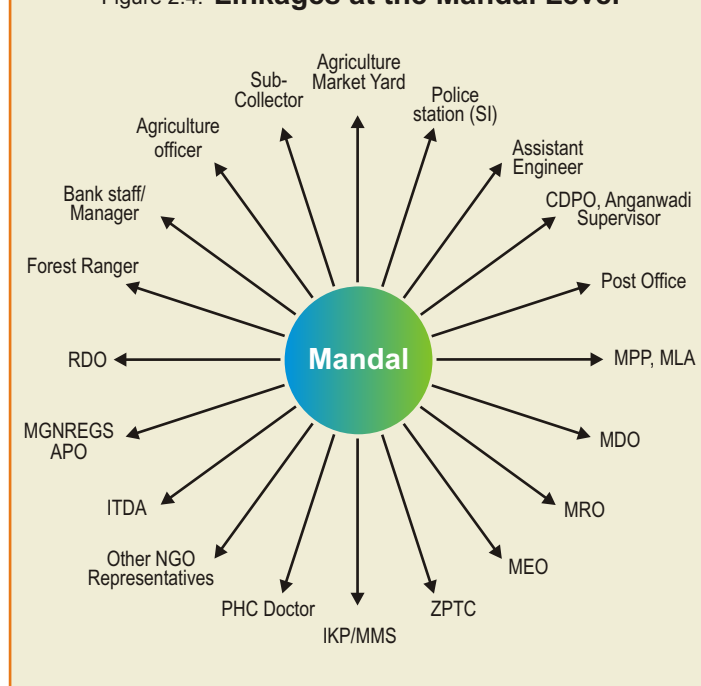 Figure 2.4: Linkages at the Mandal Level
Agriculture
Market Yard
Police
station (SI)
Assistant
Engineer
CDPO, Anganwadi
Supervisor
Post Office
MPP, MLA
MDO
MRO
MEO
ZPTC
IKP/MMS
PHC Doctor
Other NGO
Representatives
ITDA
MGNREGS
APO
RDO
Forest Ranger
Bank staff/
Manager
Agriculture
officer
Sub-
Collector
Mandal